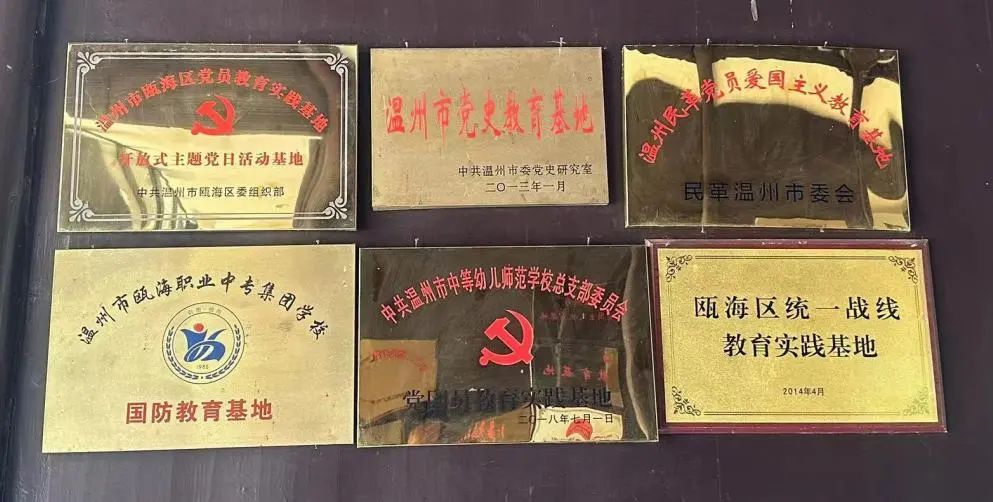 温州市瓯海区党员教育实践基地
开放式主题党日活动基地
中共温州市瓯海区委组织部
温州市党史教育基地
中共温州市委党史研究室
二〇一三年一月
温州民革党员爱国主义教育基地
民革温州市委会
温州市瓯海职业中专集团学校
1986
国防教育基地
中共温州市中等幼儿师范学校总支部委员会
党团员教育实践基地
二〇一八年七月一日
瓯海区统一战线
教育实践基地
2014年4月